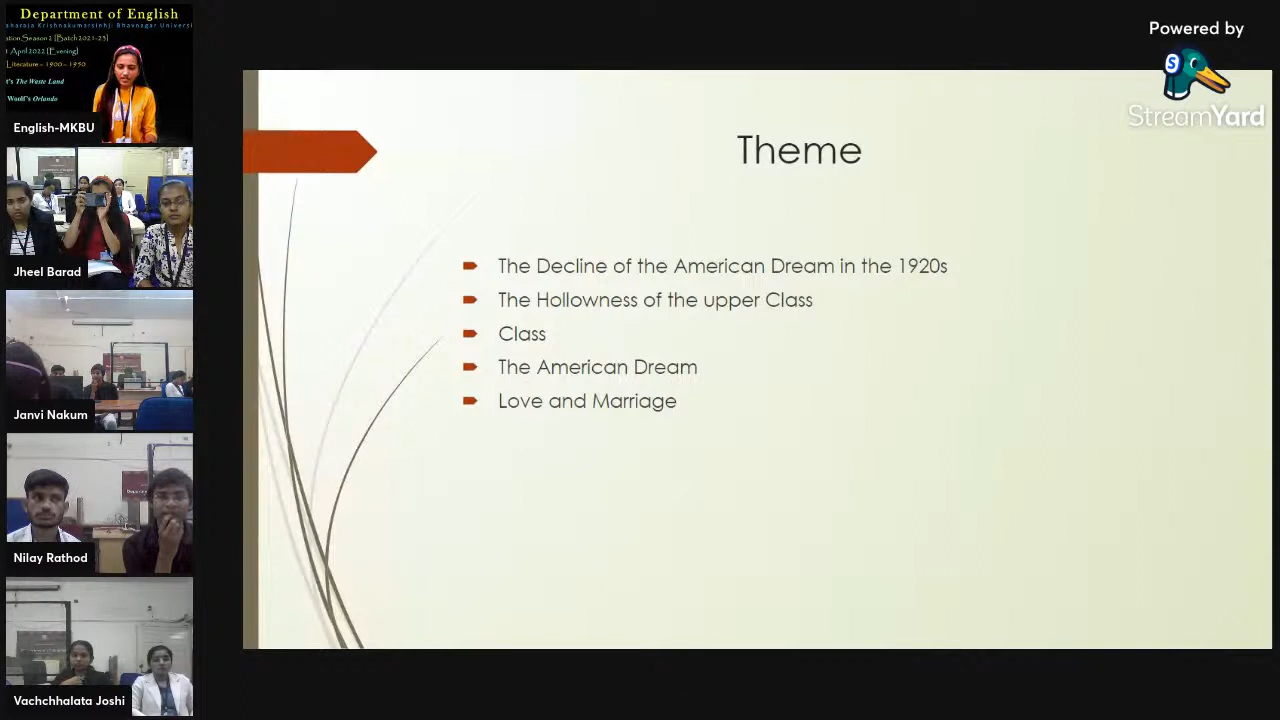 Department of English
Maharaja Krishnakumarsinhji Bhavnagar Universi
ation Season 2 [Batch 2021-23]
April 2022 [Evening]
Literature – 1900 – 1950
t's The Waste Land
Woolf's Orlando
English-MKBU
Jheel Barad
Janvi Nakum
Nilay Rathod
Vachchhalata Joshi
Powered by
StreamYard
Theme
The Decline of the American Dream in the 1920s
The Hollowness of the upper Class
Class
The American Dream
Love and Marriage